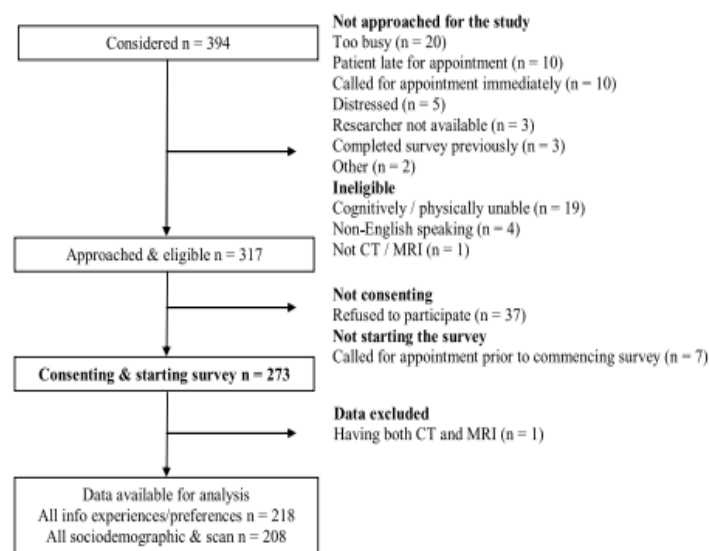 Considered n = 394
Not approached for the study
Too busy (n = 20)
Patient late for appointment (n = 10)
Called for appointment immediately (n = 10)
Distressed (n = 5)
Researcher not available (n = 3)
Completed survey previously (n = 3)
Other (n = 2)
Ineligible
Cognitively / physically unable (n = 19)
Non-English speaking (n = 4)
Not CT / MRI (n = 1)
Approached & eligible n = 317
Not consenting
Refused to participate (n = 37)
Not starting the survey
Called for appointment prior to commencing survey (n = 7)
Consenting & starting survey n = 273
Data excluded
Having both CT and MRI (n = 1)
Data available for analysis
All info experiences/preferences n = 218
All sociodemographic & scan n = 208